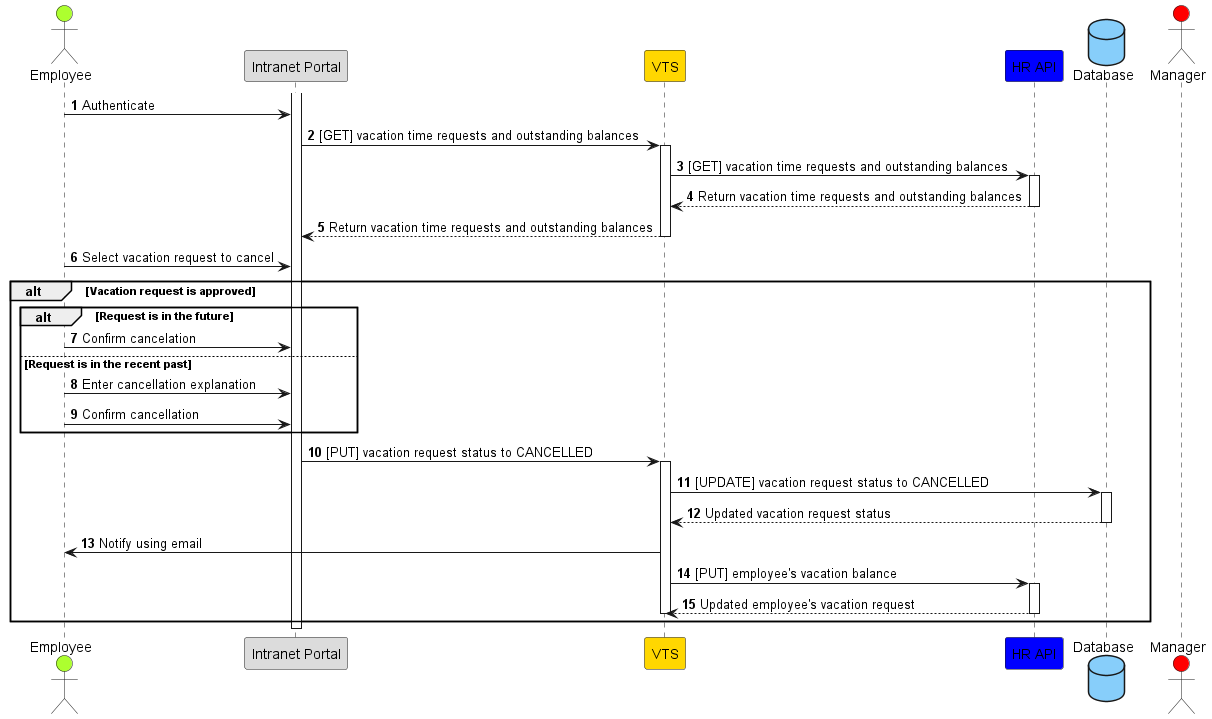 Employee
Intranet Portal
VTS
HR API
Database
Manager
1 Authenticate
2 [GET] vacation time requests and outstanding balances
3 [GET] vacation time requests and outstanding balances
4 Return vacation time requests and outstanding balances
5 Return vacation time requests and outstanding balances
6 Select vacation request to cancel
alt [Vacation request is approved]
alt [Request is in the future]
7 Confirm cancelation
[Request is in the recent past]
8 Enter cancellation explanation
9 Confirm cancellation
10 [PUT] vacation request status to CANCELLED
11 [UPDATE] vacation request status to CANCELLED
12 Updated vacation request status
13 Notify using email
14 [PUT] employee's vacation balance
15 Updated employee's vacation request
Employee
Intranet Portal
VTS
HR API
Database
Manager